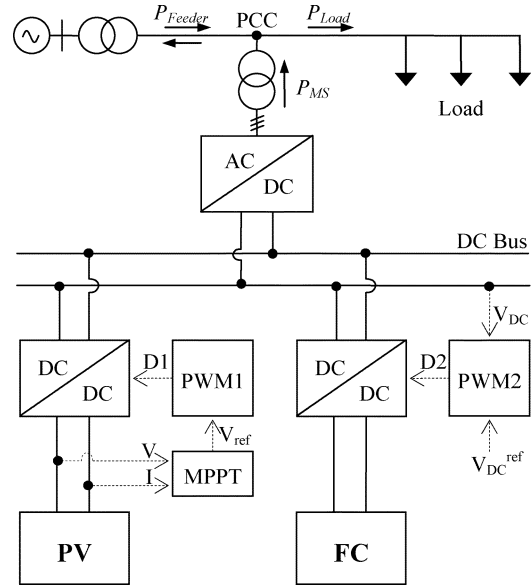 P_Feeder
PCC
P_Load
P_MS
Load
AC
DC
DC Bus
V_DC
DC
DC
D1
PWM1
DC
DC
D2
PWM2
V_ref
V_DC^ref
V
I
MPPT
PV
FC